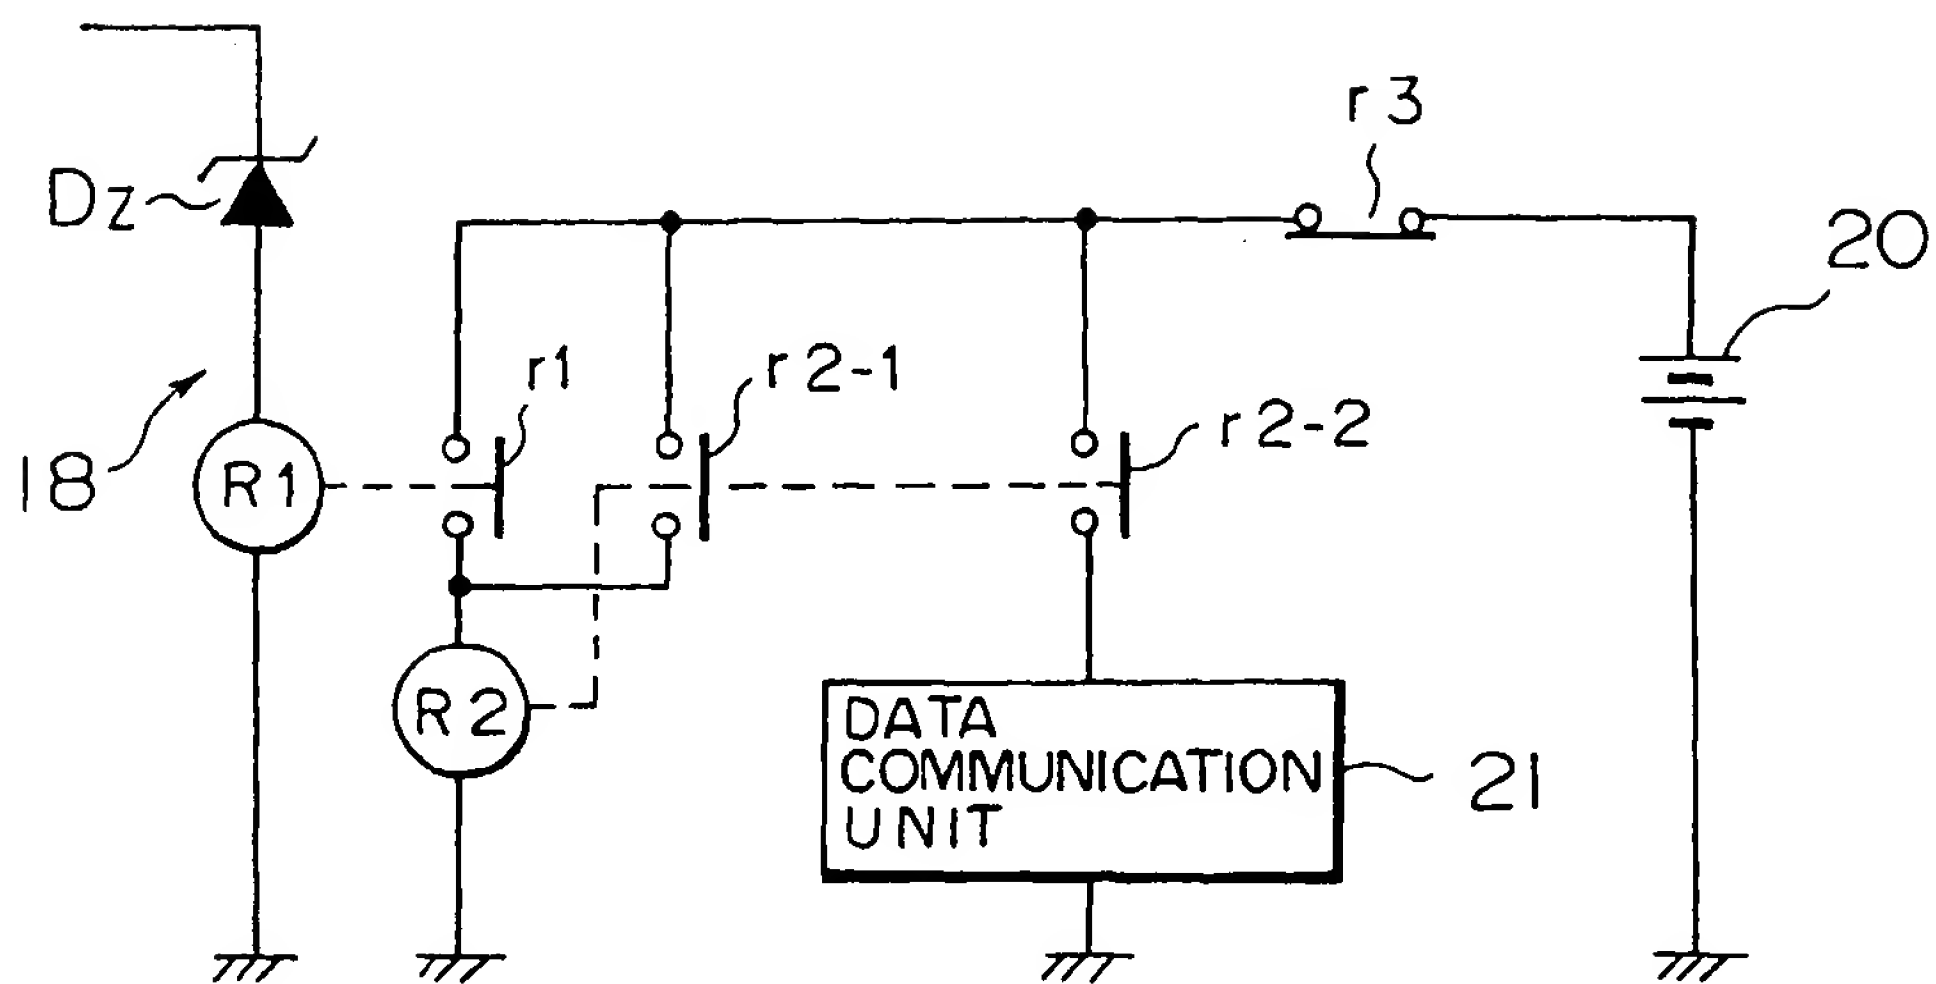 r3
Dz
20
r1
r2-1
r2-2
18
R1
R2
DATA
COMMUNICATION
UNIT
21